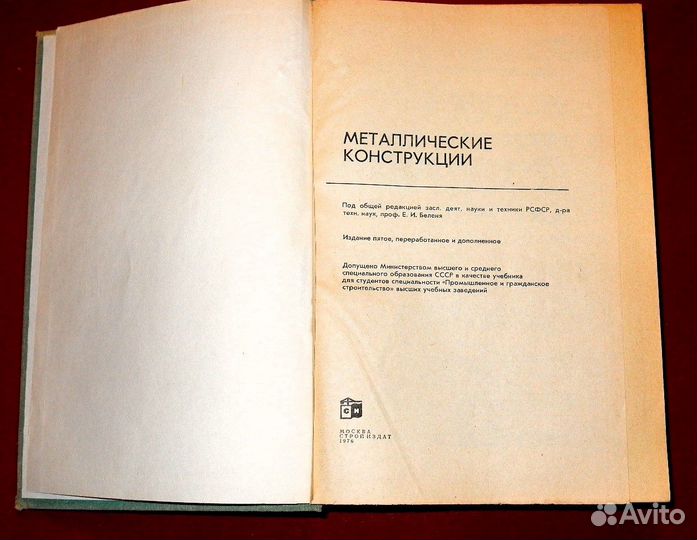 МЕТАЛЛИЧЕСКИЕ
КОНСТРУКЦИИ
Под общей редакцией засл. деят. науки и техники РСФСР, д-ра
техн. наук, проф. Е. И. Беленя
Издание пятое, переработанное и дополненное
Допущено Министерством высшего и среднего
специального образования СССР в качестве учебника
для студентов специальности «Промышленное и гражданское
строительство» высших учебных заведений
С И
МОСКВА
СТРОЙИЗДАТ
1976
Avito